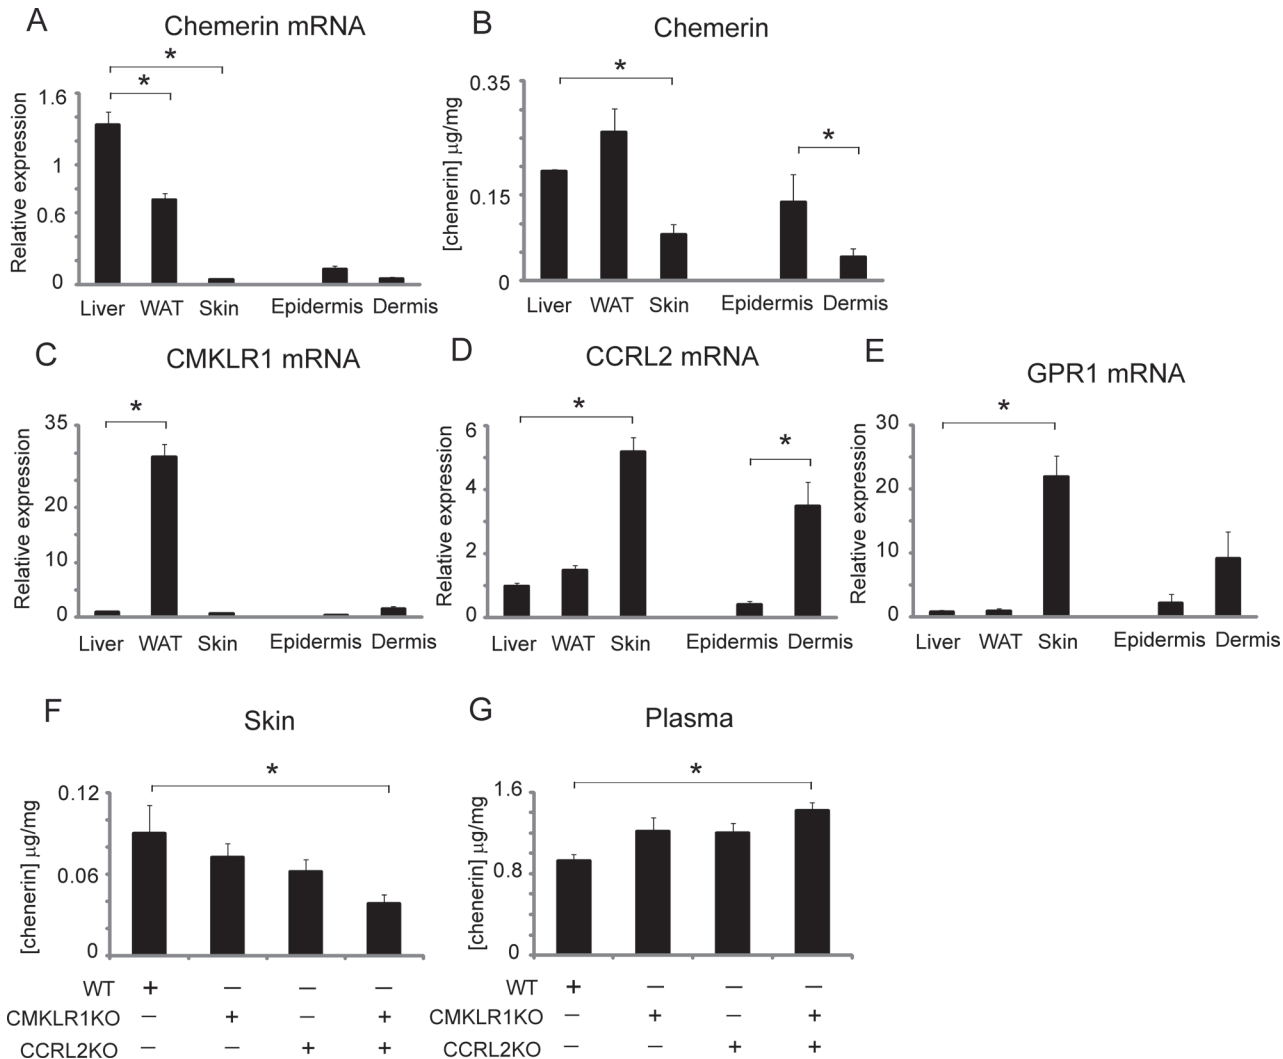 A
Chemerin mRNA
*
*
Relative expression
1.6
1
0.6
0
Liver WAT Skin Epidermis Dermis
B
Chemerin
*
*
[chenerin] µg/mg
0.35
0.15
0
Liver WAT Skin Epidermis Dermis
C
CMKLR1 mRNA
*
Relative expression
35
20
10
0
Liver WAT Skin Epidermis Dermis
D
CCRL2 mRNA
*
*
Relative expression
6
4
2
0
Liver WAT Skin Epidermis Dermis
E
GPR1 mRNA
*
Relative expression
30
20
10
0
Liver WAT Skin Epidermis Dermis
F
Skin
*
[chenerin] µg/mg
0.12
0.06
0
WT + – – –
CMKLR1KO – + – +
CCRL2KO – – + +
G
Plasma
*
[chenerin] µg/mg
1.6
0.8
0
WT + – – –
CMKLR1KO – + – +
CCRL2KO – – + +